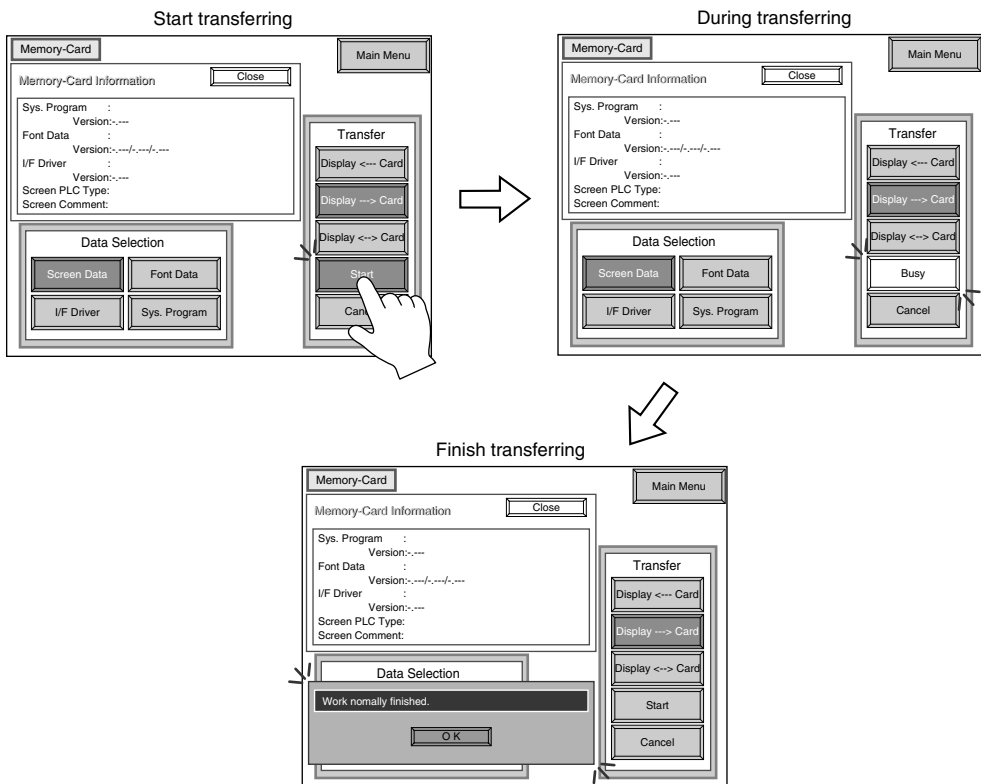 Start transferring
Memory-Card
Main Menu
Memory-Card Information
Close
Sys. Program :
Version:-.---
Font Data :
Version:-.---/-.---/-.---
I/F Driver :
Version:-.---
Screen PLC Type:
Screen Comment:
Transfer
Display <--- Card
Display ---> Card
Display <--> Card
Start
Data Selection
Screen Data
Font Data
I/F Driver
Sys. Program
During transferring
Memory-Card
Main Menu
Memory-Card Information
Close
Sys. Program :
Version:-.---
Font Data :
Version:-.---/-.---/-.---
I/F Driver :
Version:-.---
Screen PLC Type:
Screen Comment:
Transfer
Display <--- Card
Display ---> Card
Display <--> Card
Busy
Cancel
Data Selection
Screen Data
Font Data
I/F Driver
Sys. Program
Finish transferring
Memory-Card
Main Menu
Memory-Card Information
Close
Sys. Program :
Version:-.---
Font Data :
Version:-.---/-.---/-.---
I/F Driver :
Version:-.---
Screen PLC Type:
Screen Comment:
Transfer
Display <--- Card
Display ---> Card
Display <--> Card
Start
Cancel
Data Selection
Work nomally finished.
O K